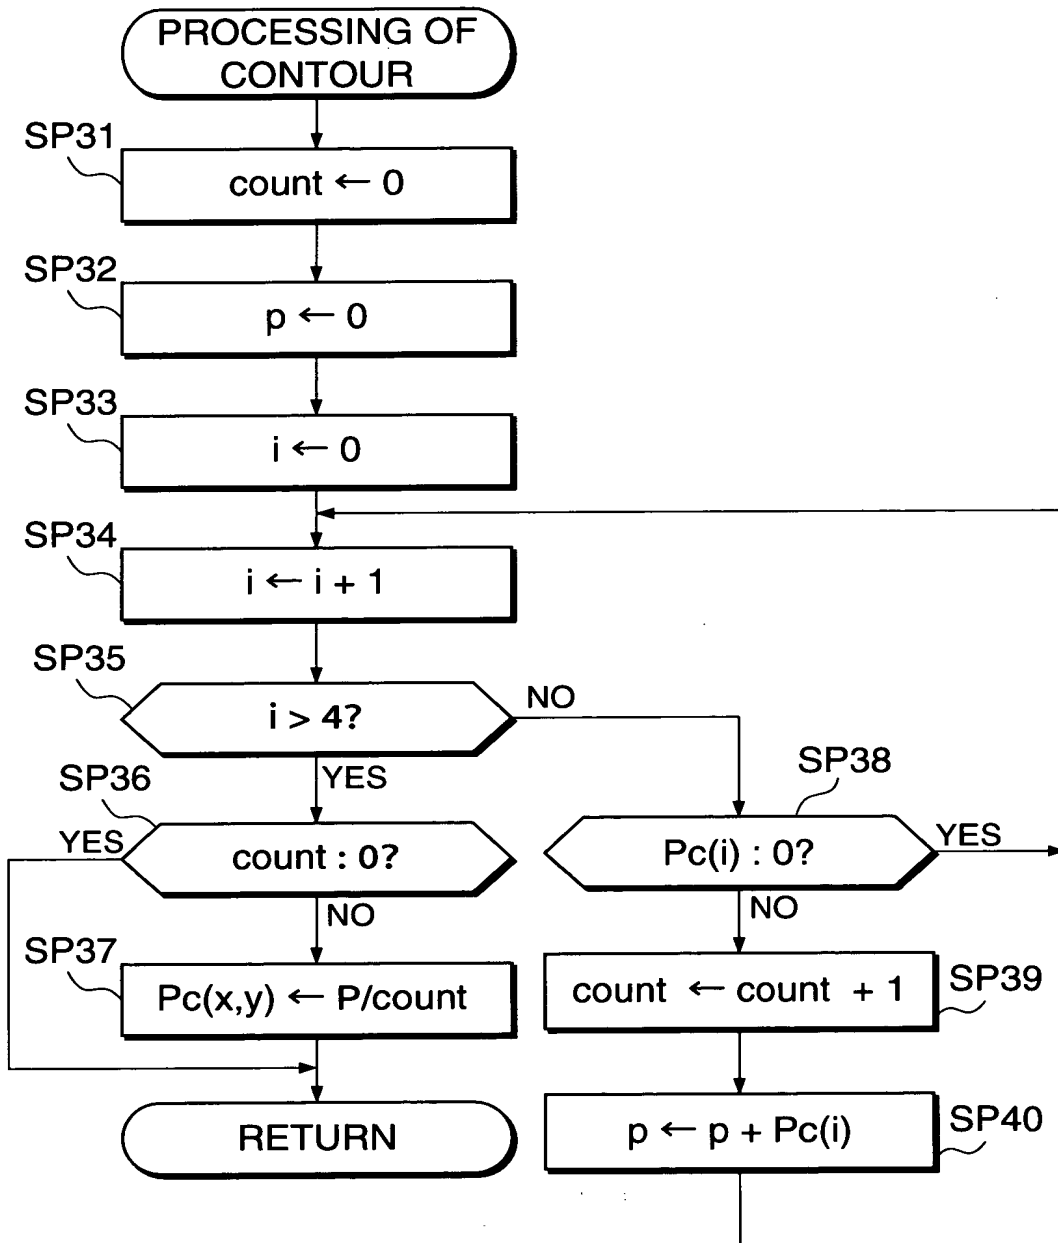 PROCESSING OF
CONTOUR
SP31
count ← 0
SP32
p ← 0
SP33
i ← 0
SP34
i ← i + 1
SP35
i > 4?
NO
YES
SP36
YES
count : 0?
NO
SP37
Pc(x,y) ← P/count
RETURN
SP38
Pc(i) : 0?
YES
NO
SP39
count ← count + 1
SP40
p ← p + Pc(i)